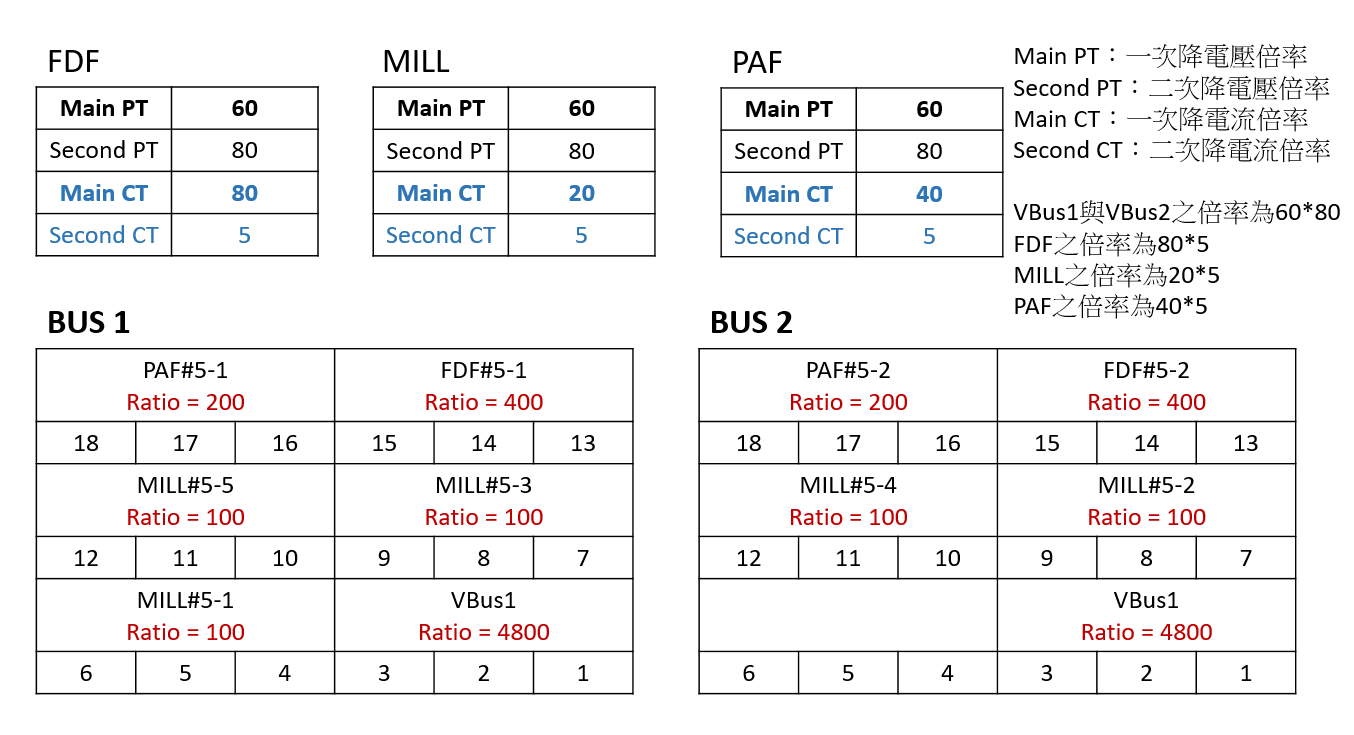 FDF
Main PT 60
Second PT 80
Main CT 80
Second CT 5
MILL
Main PT 60
Second PT 80
Main CT 20
Second CT 5
PAF
Main PT 60
Second PT 80
Main CT 40
Second CT 5
Main PT：一次降電壓倍率
Second PT：二次降電壓倍率
Main CT：一次降電流倍率
Second CT：二次降電流倍率
VBus1與VBus2之倍率為60*80
FDF之倍率為80*5
MILL之倍率為20*5
PAF之倍率為40*5
BUS 1
PAF#5-1 FDF#5-1
Ratio = 200 Ratio = 400
18 17 16 15 14 13
MILL#5-5 MILL#5-3
Ratio = 100 Ratio = 100
12 11 10 9 8 7
MILL#5-1 VBus1
Ratio = 100 Ratio = 4800
6 5 4 3 2 1
BUS 2
PAF#5-2 FDF#5-2
Ratio = 200 Ratio = 400
18 17 16 15 14 13
MILL#5-4 MILL#5-2
Ratio = 100 Ratio = 100
12 11 10 9 8 7
VBus1
Ratio = 4800
6 5 4 3 2 1